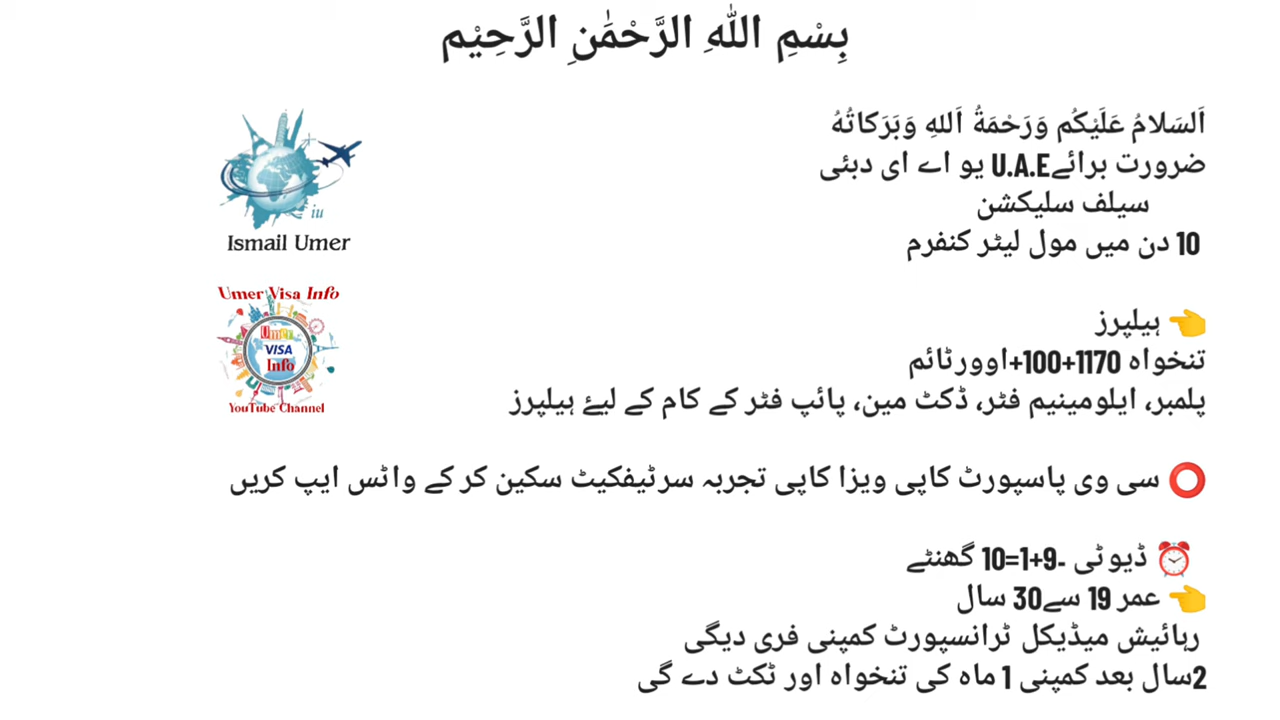 بِسْمِ اللّٰهِ الرَّحْمٰنِ الرَّحِيْم
اَلسَلامُ عَلَيْكُم وَرَحْمَةُ اَللهِ وَبَرَكاتُهُ
ضرورت برائےU.A.E یو اے ای دبئی
سیلف سلیکشن
10 دن میں مول لیٹر کنفرم
👈 ہیلپرز
تنخواہ 1170+100+اوورٹائم
پلمبر، ایلومینیم فٹر، ڈکٹ مین، پائپ فٹر کے کام کے لیۓ ہیلپرز
⭕ سی وی پاسپورٹ کاپی ویزا کاپی تجربہ سرٹیفکیٹ سکین کر کے واٹس ایپ کریں
⏰ ڈیوٹی ۔9+1=10 گھنٹے
👈 عمر 19 سے30 سال
رہائیش میڈیکل ٹرانسپورٹ کمپنی فری دیگی
2سال بعد کمپنی 1 ماہ کی تنخواہ اور ٹکٹ دے گی
iu
Ismail Umer
Umer Visa Info
Umer
VISA
Info
YouTube Channel